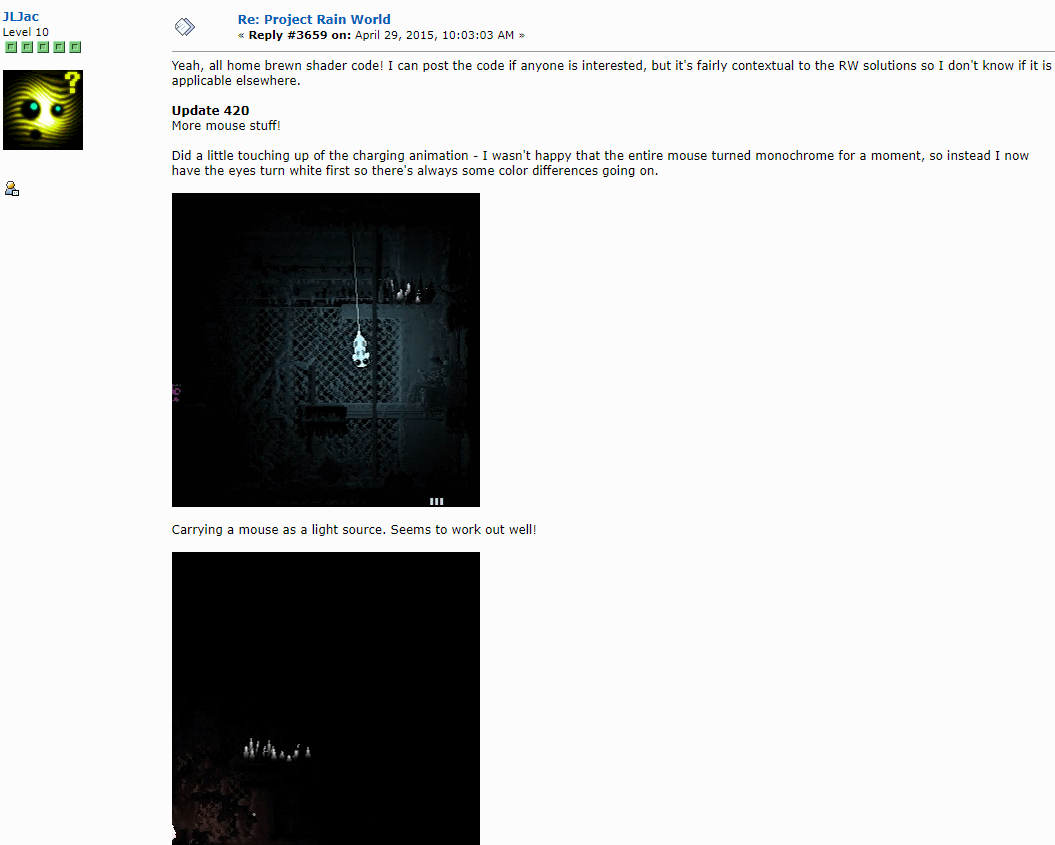 JLJac
Level 10
?
Re: Project Rain World
« Reply #3659 on: April 29, 2015, 10:03:03 AM »
Yeah, all home brewn shader code! I can post the code if anyone is interested, but it's fairly contextual to the RW solutions so I don't know if it is
applicable elsewhere.
Update 420
More mouse stuff!
Did a little touching up of the charging animation - I wasn't happy that the entire mouse turned monochrome for a moment, so instead I now
have the eyes turn white first so there's always some color differences going on.
Carrying a mouse as a light source. Seems to work out well!